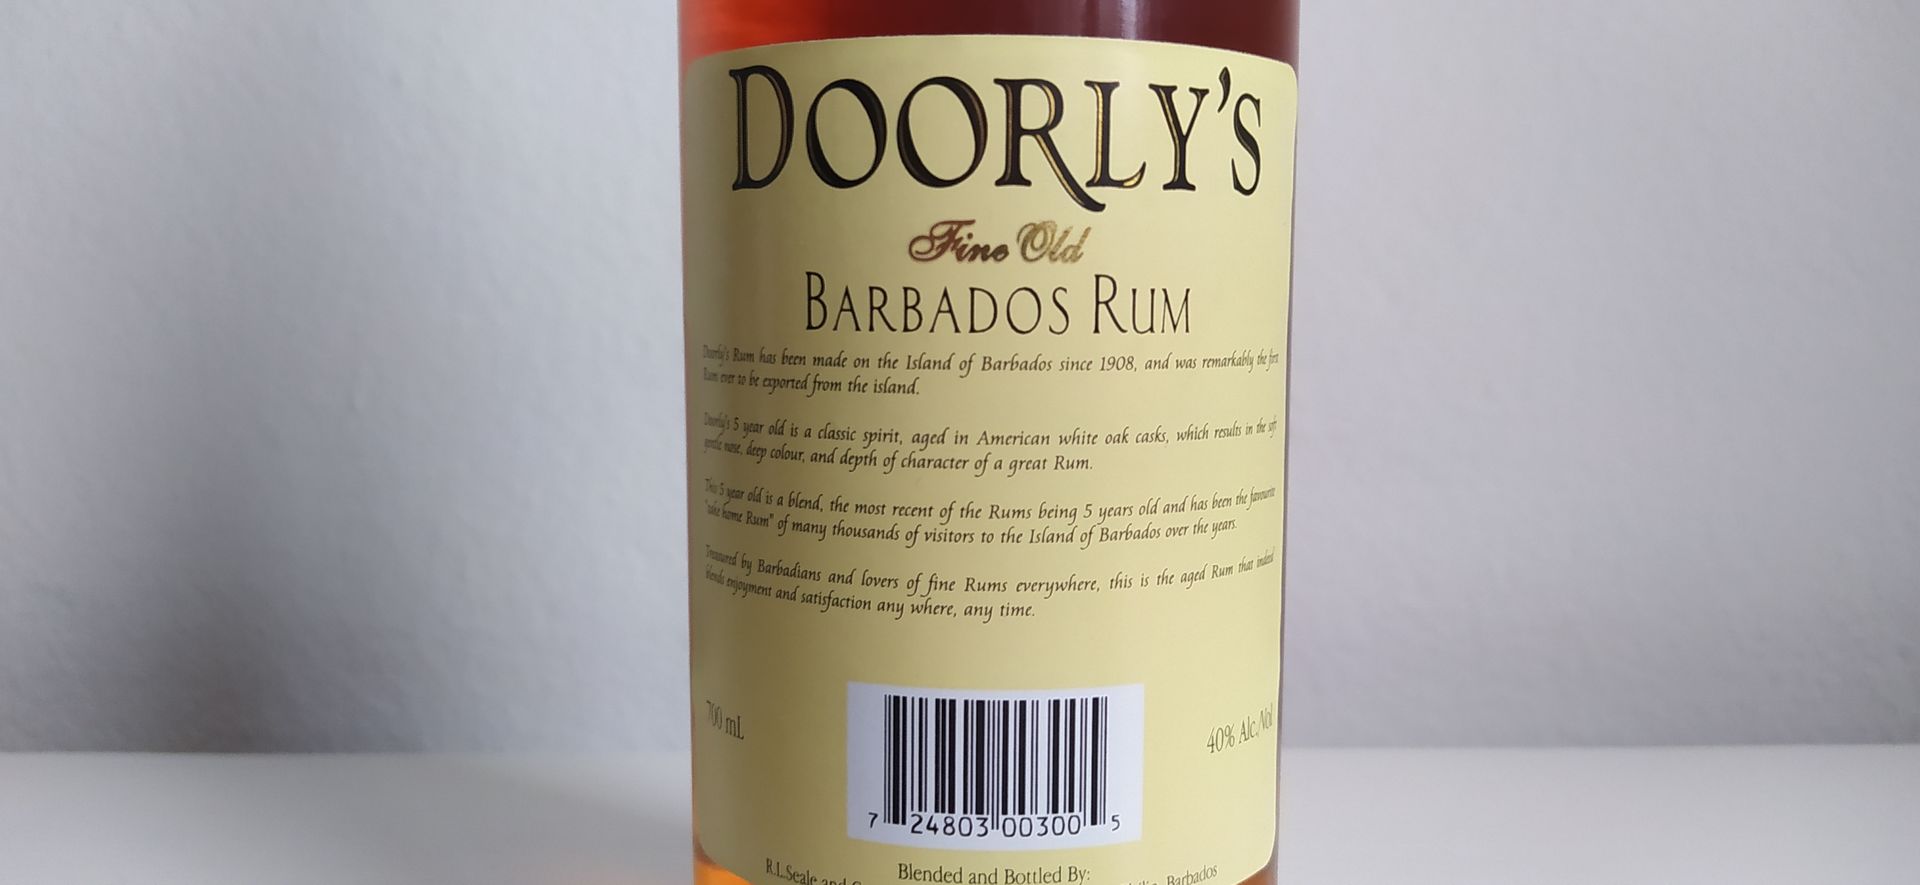 DOORLY'S
Fine Old
BARBADOS RUM
Doorly's Rum has been made on the Island of Barbados since 1908, and was remarkably the first
Rum ever to be exported from the island.
Doorly's 5 year old is a classic spirit, aged in American white oak casks, which results in the soft
gentle nose, deep colour, and depth of character of a great Rum.
This 5 year old is a blend, the most recent of the Rums being 5 years old and has been the favourite
"take home Rum" of many thousands of visitors to the Island of Barbados over the years.
Treasured by Barbadians and lovers of fine Rums everywhere, this is the aged Rum that indeed
blends enjoyment and satisfaction any where, any time.
700 mL
40% Alc./Vol
7 24803 00300 5
Blended and Bottled By:
R.L.Seale and Barbados